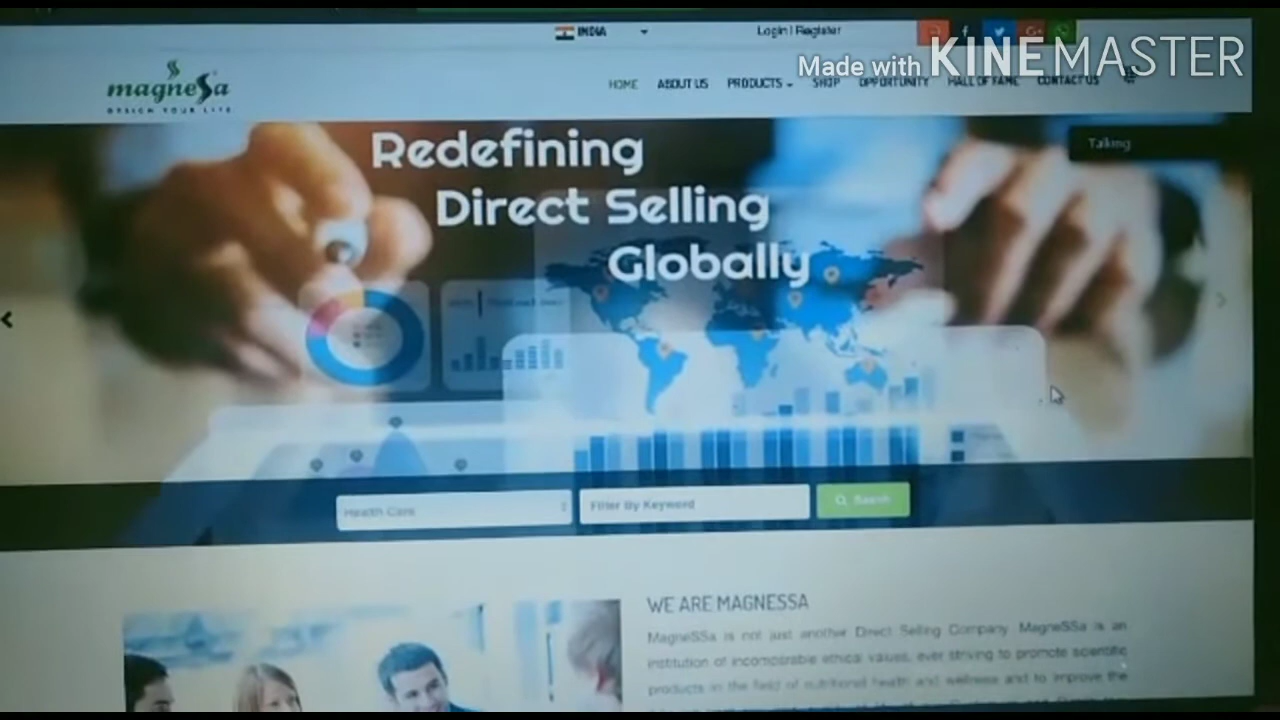 INDIA
Login | Register
Made with KINEMASTER
magneSSa
DESIGN YOUR LIFE
HOME ABOUT US PRODUCTS SHOP OPPORTUNITY HALL OF FAME CONTACT US
Talking
Redefining
Direct Selling
Globally
Health Care
Filter By Keyword
Search
WE ARE MAGNESSA
MagneSSa is not just another Direct Selling Company. MagneSSa is an
institution of incomparable ethical values, ever striving to promote scientific
products in the field of nutritional health and wellness and to improve the